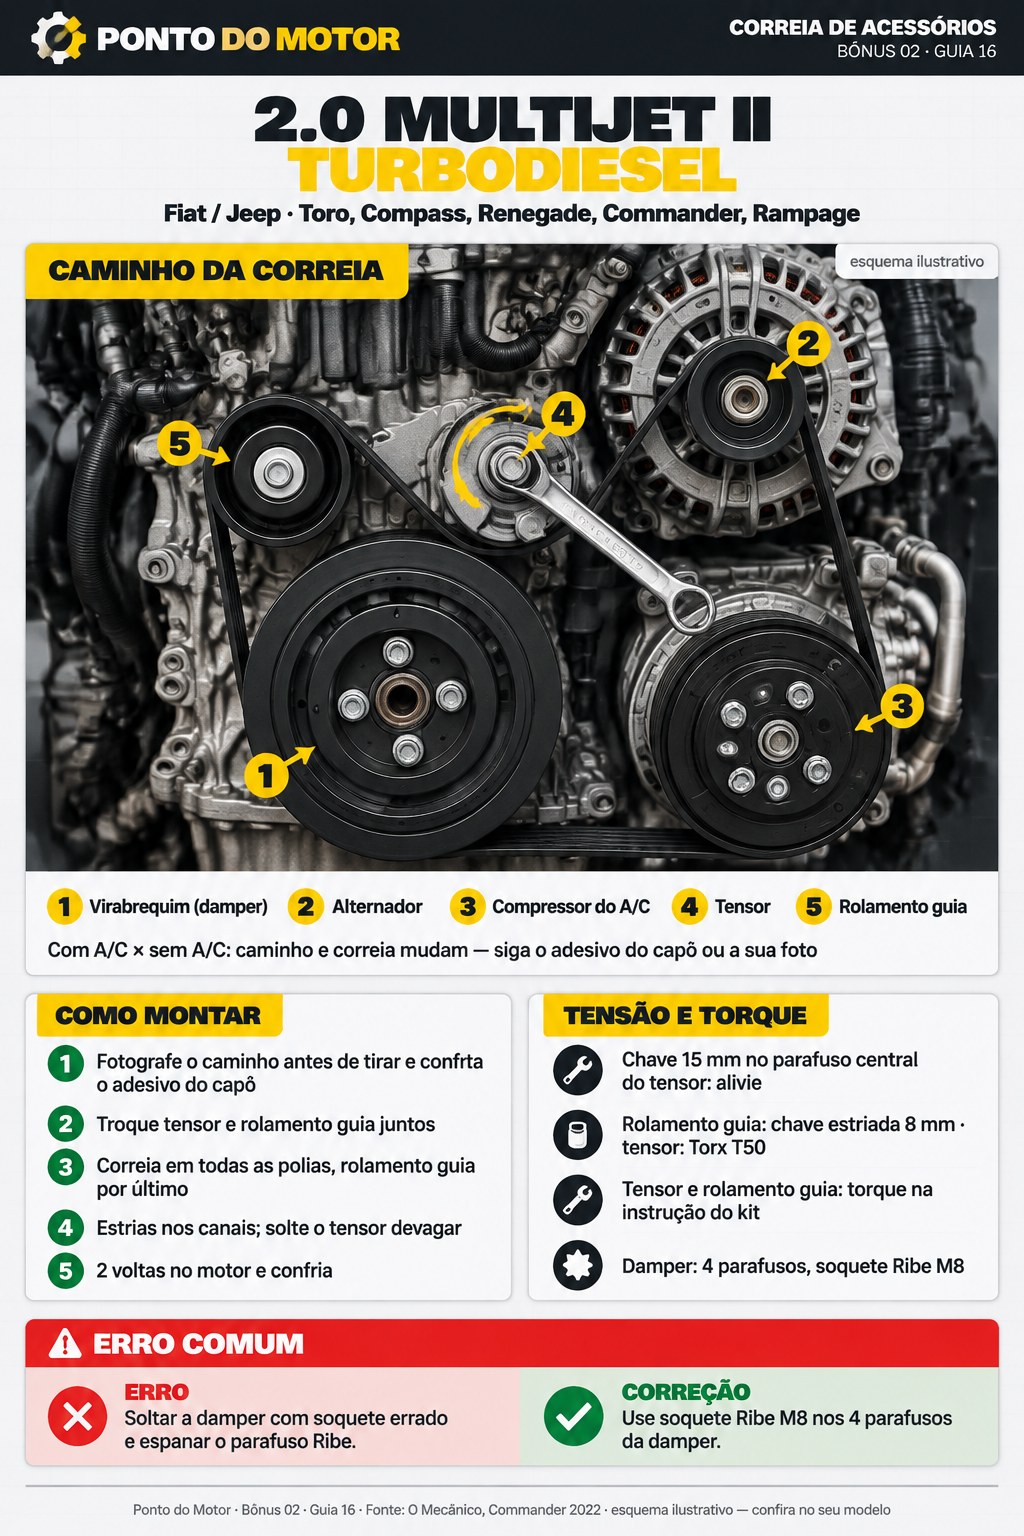 PONTO DO MOTOR
CORREIA DE ACESSÓRIOS
BÔNUS 02 · GUIA 16
2.0 MULTIJET II
TURBODIESEL
Fiat / Jeep · Toro, Compass, Renegade, Commander, Rampage
CAMINHO DA CORREIA
esquema ilustrativo
2
4
5
3
1
1 Virabrequim (damper) 2 Alternador 3 Compressor do A/C 4 Tensor 5 Rolamento guia
Com A/C × sem A/C: caminho e correia mudam — siga o adesivo do capô ou a sua foto
COMO MONTAR
1 Fotografe o caminho antes de tirar e confrta
o adesivo do capô
2 Troque tensor e rolamento guia juntos
3 Correia em todas as polias, rolamento guia
por último
4 Estrias nos canais; solte o tensor devagar
5 2 voltas no motor e confria
TENSÃO E TORQUE
Chave 15 mm no parafuso central
do tensor: alivie
Rolamento guia: chave estriada 8 mm ·
tensor: Torx T50
Tensor e rolamento guia: torque na
instrução do kit
Damper: 4 parafusos, soquete Ribe M8
ERRO COMUM
ERRO
Soltar a damper com soquete errado
e espanar o parafuso Ribe.
CORREÇÃO
Use soquete Ribe M8 nos 4 parafusos
da damper.
Ponto do Motor · Bônus 02 · Guia 16 · Fonte: O Mecânico, Commander 2022 · esquema ilustrativo — confira no seu modelo